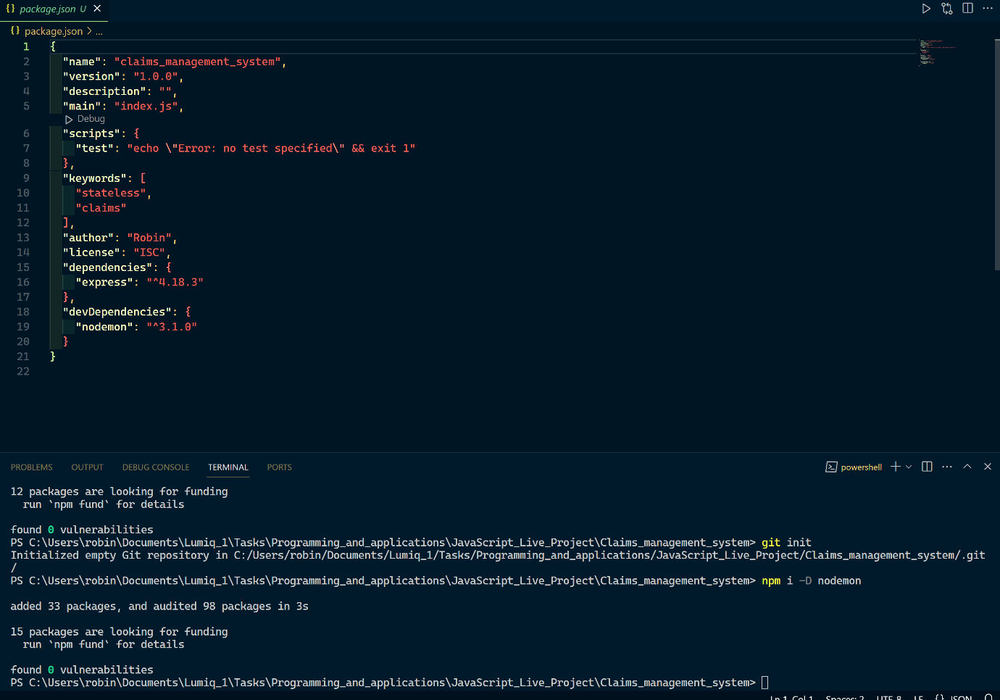 {} package.json U ×
{} package.json > ...
1 {
2   "name": "claims_management_system",
3   "version": "1.0.0",
4   "description": "",
5   "main": "index.js",
Debug
6   "scripts": {
7     "test": "echo \"Error: no test specified\" && exit 1"
8   },
9   "keywords": [
10     "stateless",
11     "claims"
12   ],
13   "author": "Robin",
14   "license": "ISC",
15   "dependencies": {
16     "express": "^4.18.3"
17   },
18   "devDependencies": {
19     "nodemon": "^3.1.0"
20   }
21 }
22
PROBLEMS OUTPUT DEBUG CONSOLE TERMINAL PORTS powershell
12 packages are looking for funding
  run `npm fund` for details
found 0 vulnerabilities
PS C:\Users\robin\Documents\Lumiq_1\Tasks\Programming_and_applications\JavaScript_Live_Project\Claims_management_system> git init
Initialized empty Git repository in C:/Users/robin/Documents/Lumiq_1/Tasks/Programming_and_applications/JavaScript_Live_Project/Claims_management_system/.git
/
PS C:\Users\robin\Documents\Lumiq_1\Tasks\Programming_and_applications\JavaScript_Live_Project\Claims_management_system> npm i -D nodemon
added 33 packages, and audited 98 packages in 3s
15 packages are looking for funding
  run `npm fund` for details
found 0 vulnerabilities
PS C:\Users\robin\Documents\Lumiq_1\Tasks\Programming_and_applications\JavaScript_Live_Project\Claims_management_system>
Ln 1, Col 1 Spaces: 2 UTF-8 LF {} JSON